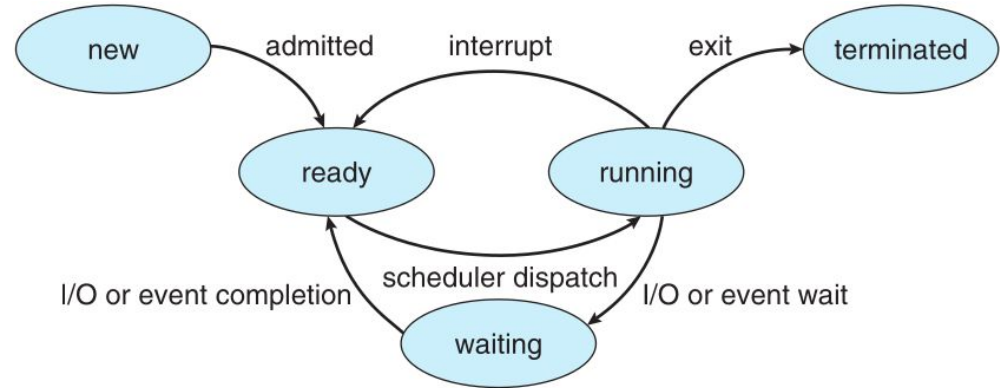 new
admitted
interrupt
exit
terminated
ready
running
scheduler dispatch
I/O or event completion
I/O or event wait
waiting